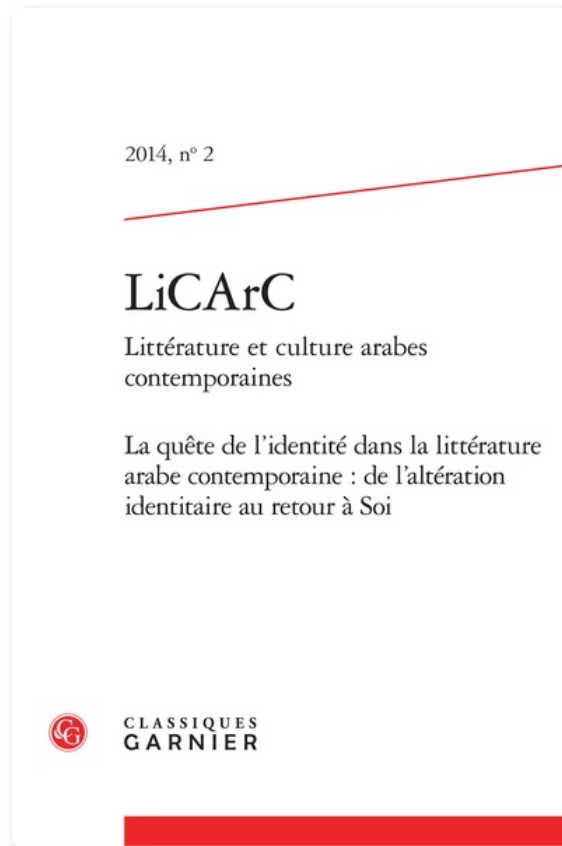 2014, nº 2
LiCArC
Littérature et culture arabes
contemporaines
La quête de l’identité dans la littérature
arabe contemporaine : de l’altération
identitaire au retour à Soi
CG
CLASSIQUES
GARNIER